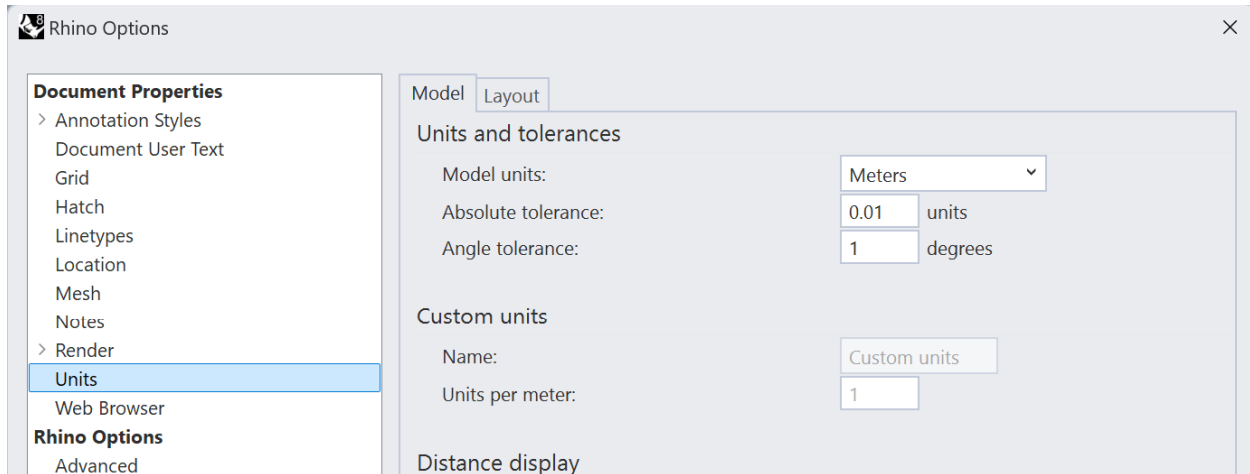 8
Rhino Options
Document Properties
Annotation Styles
Document User Text
Grid
Hatch
Linetypes
Location
Mesh
Notes
Render
Units
Web Browser
Rhino Options
Advanced
Model Layout
Units and tolerances
Model units: Meters
Absolute tolerance: 0.01 units
Angle tolerance: 1 degrees
Custom units
Name: Custom units
Units per meter: 1
Distance display